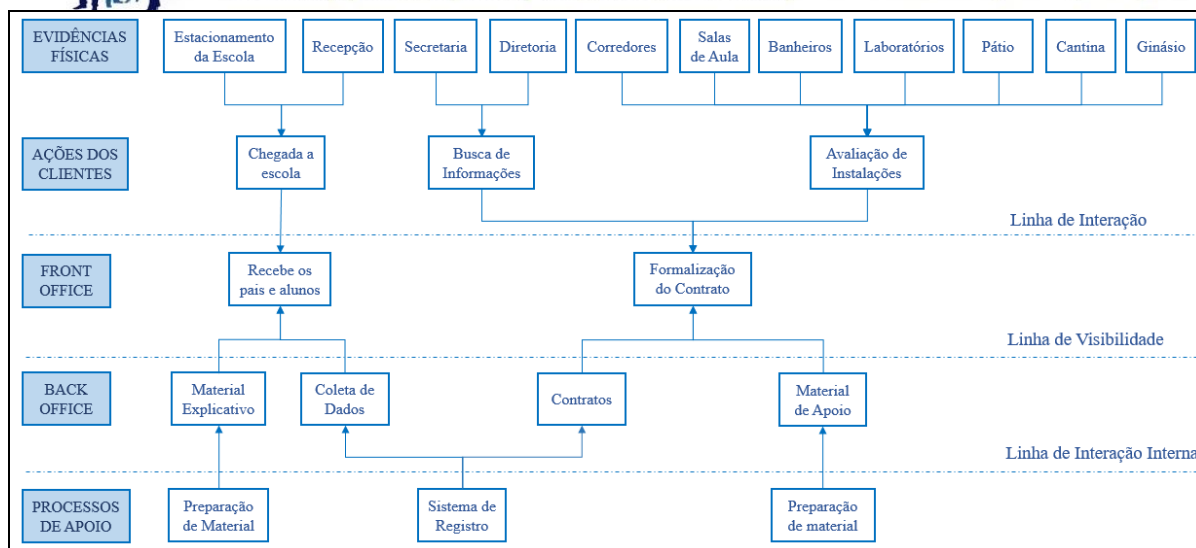 EVIDÊNCIAS
FÍSICAS
Estacionamento
da Escola
Recepção
Secretaria
Diretoria
Corredores
Salas
de Aula
Banheiros
Laboratórios
Pátio
Cantina
Ginásio
AÇÕES DOS
CLIENTES
Chegada a
escola
Busca de
Informações
Avaliação de
Instalações
Linha de Interação
FRONT
OFFICE
Recebe os
pais e alunos
Formalização
do Contrato
Linha de Visibilidade
BACK
OFFICE
Material
Explicativo
Coleta de
Dados
Contratos
Material
de Apoio
Linha de Interação Interna
PROCESSOS
DE APOIO
Preparação
de Material
Sistema de
Registro
Preparação
de material